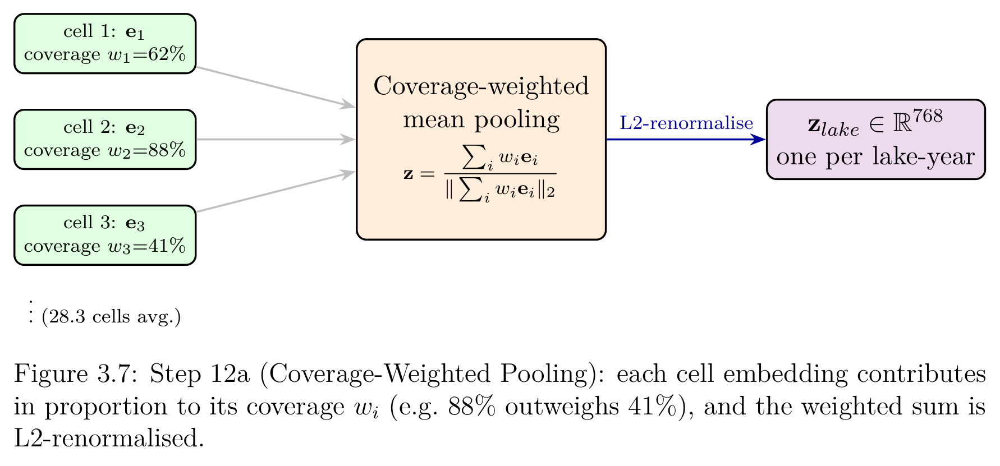 cell 1: e₁
coverage w₁=62%
cell 2: e₂
coverage w₂=88%
cell 3: e₃
coverage w₃=41%
⋮ (28.3 cells avg.)
Coverage-weighted
mean pooling
z = ∑ᵢ wᵢeᵢ / ‖ ∑ᵢ wᵢeᵢ‖₂
L2-renormalise
z_lake ∈ ℝ⁷⁶⁸
one per lake-year
Figure 3.7: Step 12a (Coverage-Weighted Pooling): each cell embedding contributes
in proportion to its coverage wᵢ (e.g. 88% outweighs 41%), and the weighted sum is
L2-renormalised.